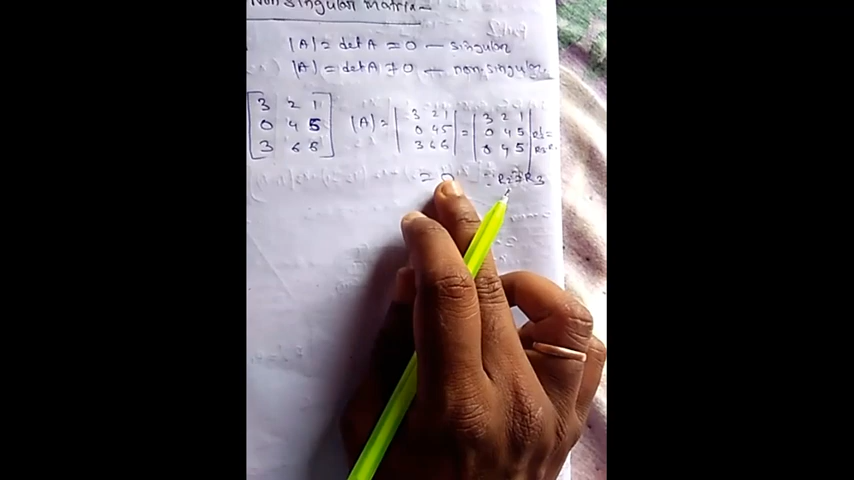 Non singular matrix
|A| = det A = 0 — singular
|A| = det A ≠ 0 — non-singular.
3 2 1 |A| = 3 2 1 = 3 2 1
0 4 5 0 4 5 0 4 5 R3 =
3 6 6 3 6 6 0 4 5
= 0 R2 = R3